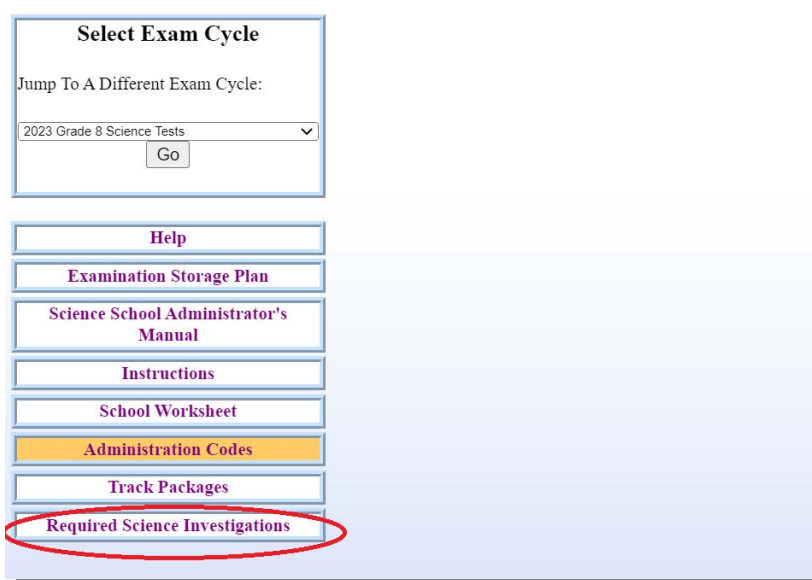 Select Exam Cycle
Jump To A Different Exam Cycle:
2023 Grade 8 Science Tests
Go
Help
Examination Storage Plan
Science School Administrator's
Manual
Instructions
School Worksheet
Administration Codes
Track Packages
Required Science Investigations